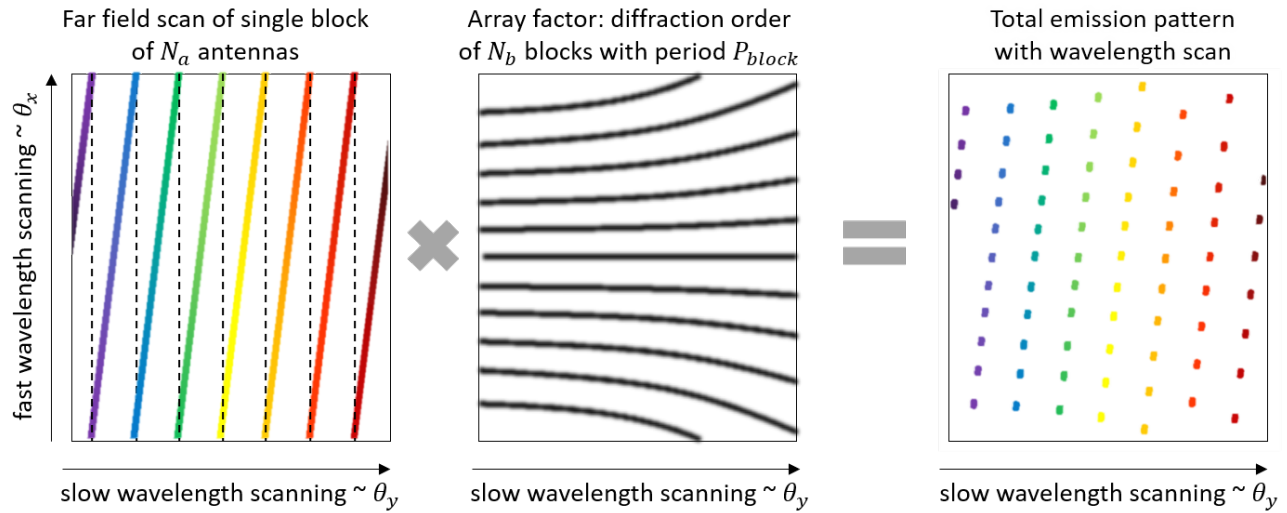 Far field scan of single block
of N_a antennas
Array factor: diffraction order
of N_b blocks with period P_block
Total emission pattern
with wavelength scan
fast wavelength scanning ~ θ_x
slow wavelength scanning ~ θ_y
slow wavelength scanning ~ θ_y
slow wavelength scanning ~ θ_y